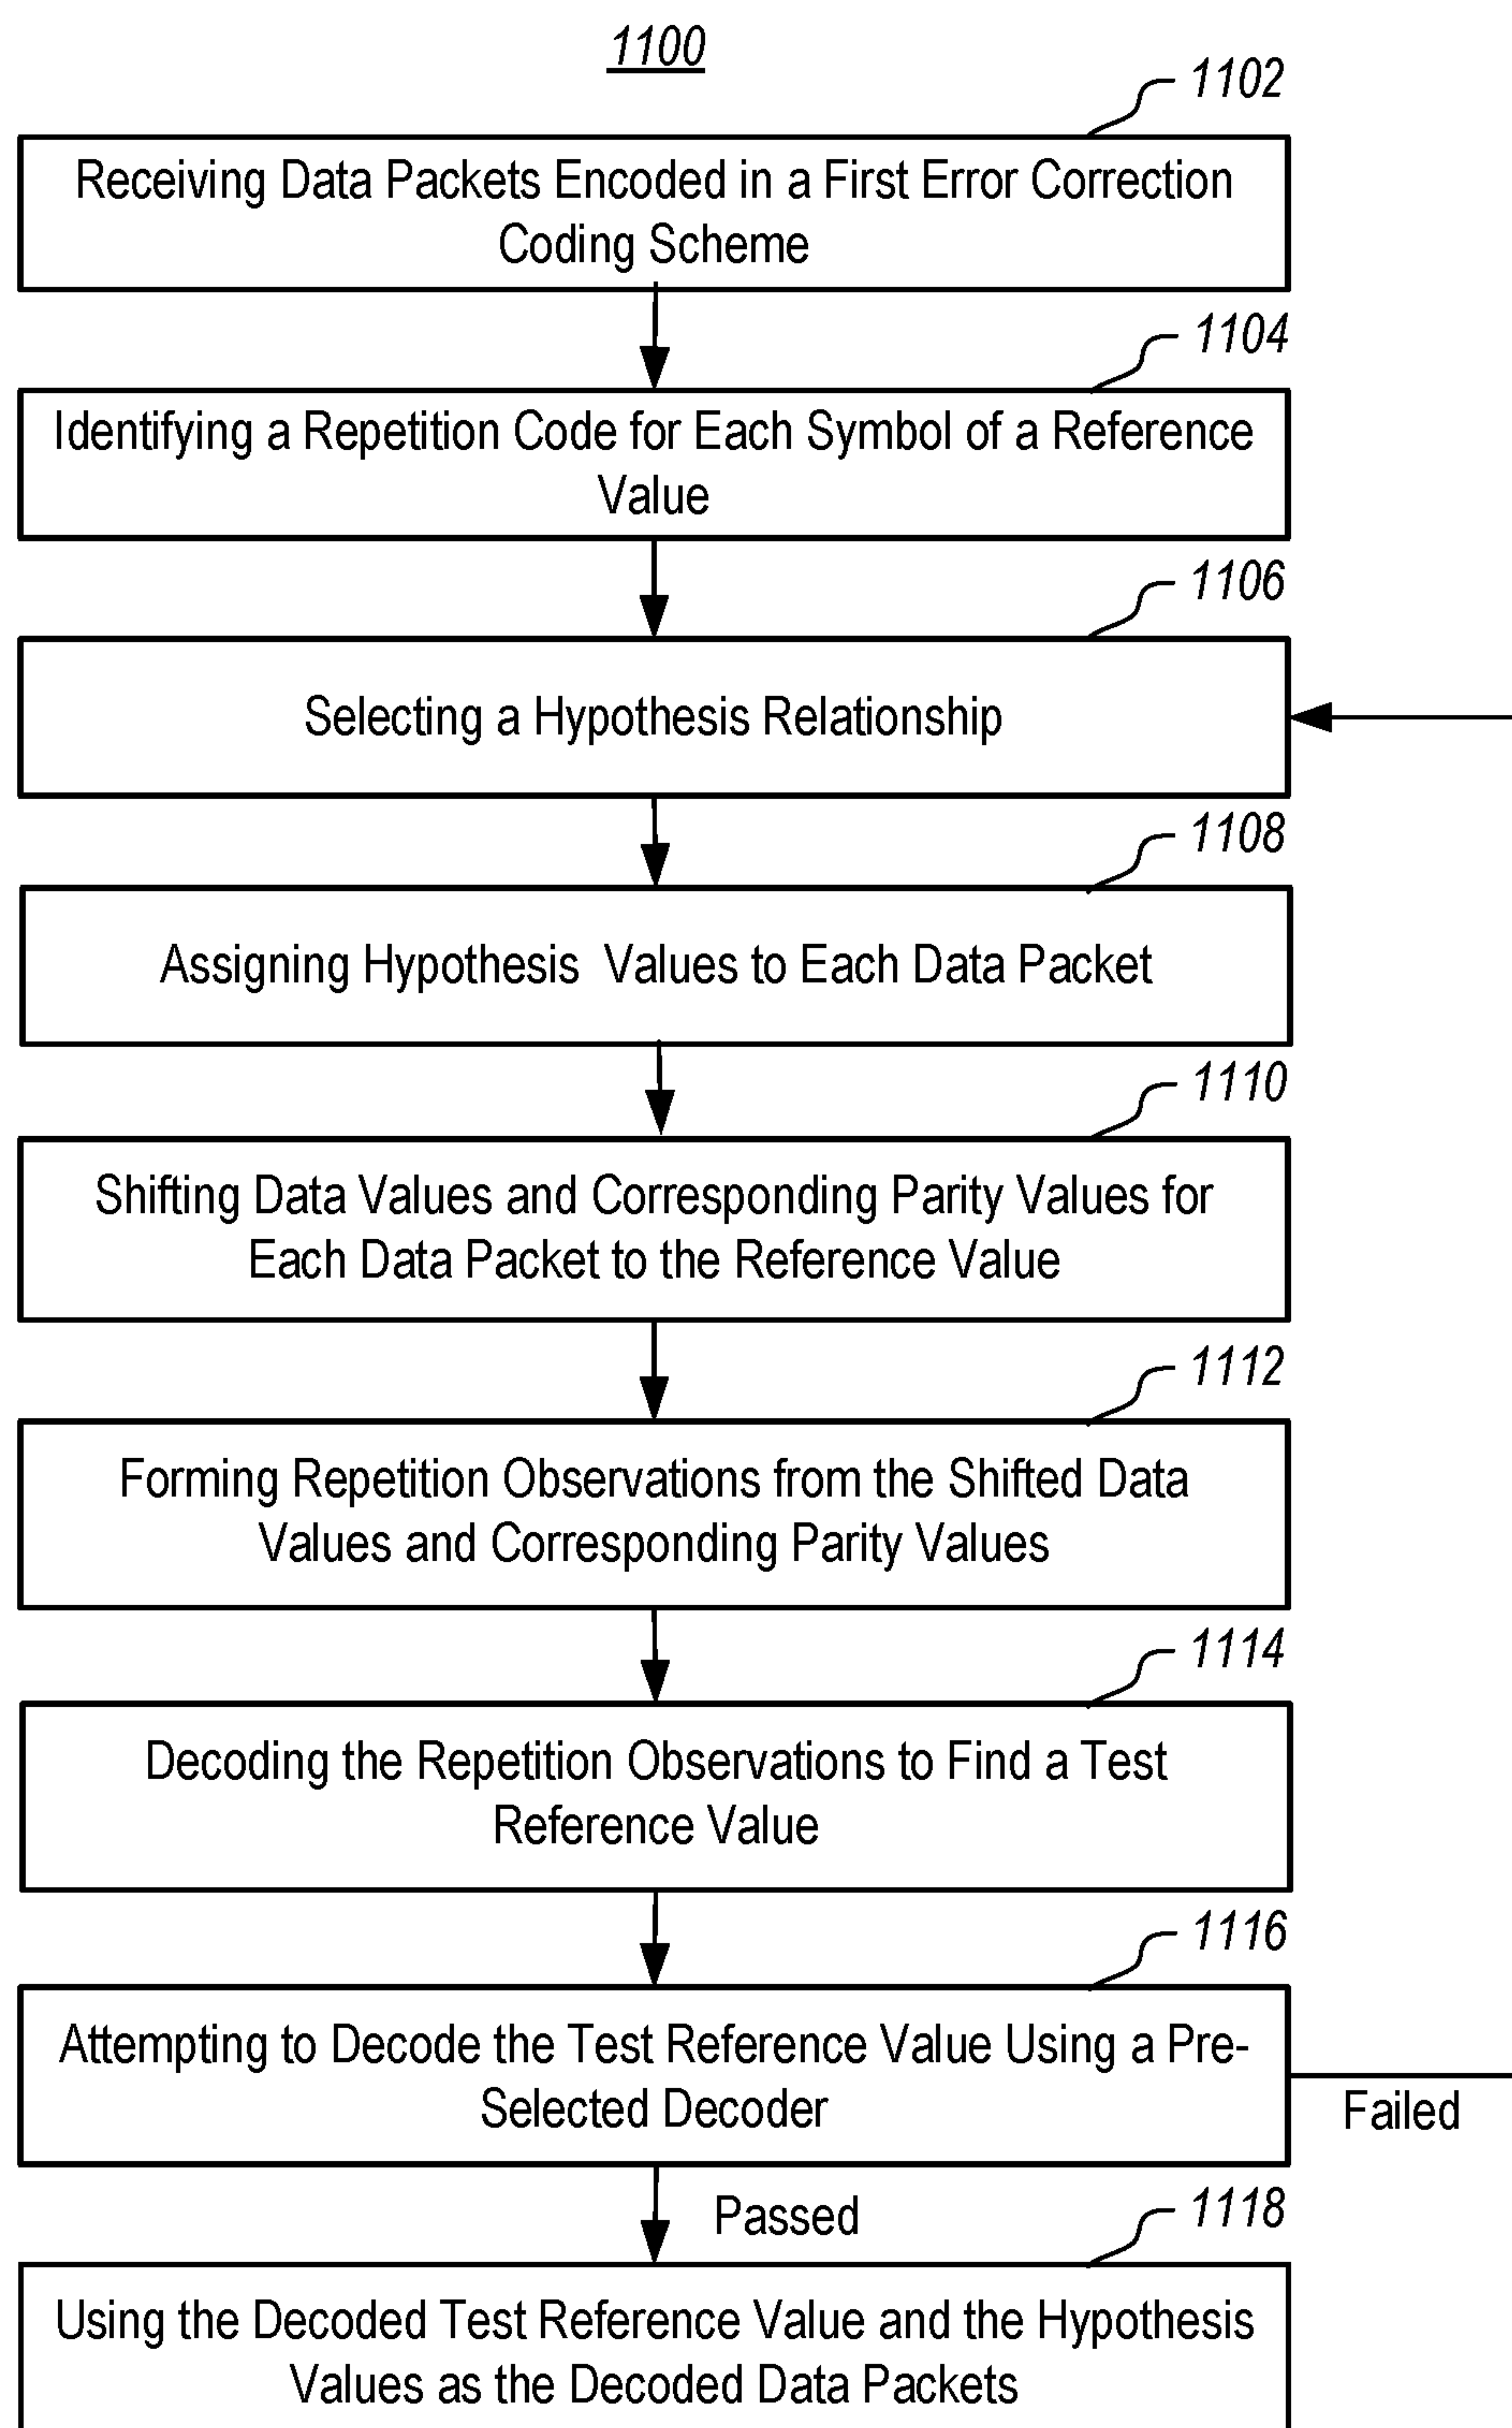 1100
1102
Receiving Data Packets Encoded in a First Error Correction
Coding Scheme
1104
Identifying a Repetition Code for Each Symbol of a Reference
Value
1106
Selecting a Hypothesis Relationship
1108
Assigning Hypothesis Values to Each Data Packet
1110
Shifting Data Values and Corresponding Parity Values for
Each Data Packet to the Reference Value
1112
Forming Repetition Observations from the Shifted Data
Values and Corresponding Parity Values
1114
Decoding the Repetition Observations to Find a Test
Reference Value
1116
Attempting to Decode the Test Reference Value Using a Pre-
Selected Decoder
Failed
Passed
1118
Using the Decoded Test Reference Value and the Hypothesis
Values as the Decoded Data Packets